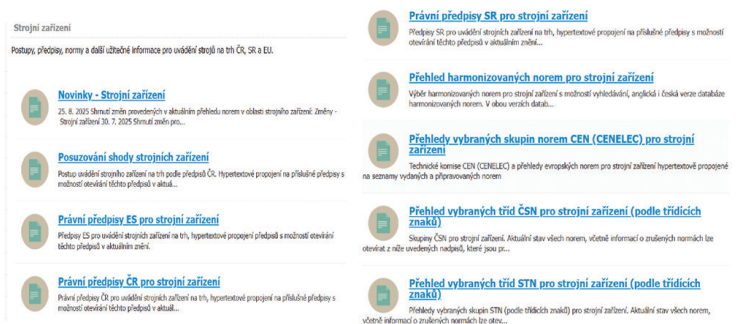 Strojní zařízení
Postupy, předpisy, normy a další užitečné informace pro uvádění strojů na trh ČR, SR a EU.
Novinky - Strojní zařízení
25. 8. 2025 Shrnutí změn provedených v aktuálním přehledu norem v oblasti strojního zařízení: Změny -
Strojní zařízení 30. 7. 2025 Shrnutí změn pro...
Posuzování shody strojních zařízení
Postup uvádění strojního zařízení na trh podle předpisů ČR. Hypertextové propojení na příslušné předpisy s
možností otevírání těchto předpisů v aktuá...
Právní předpisy ES pro strojní zařízení
Předpisy ES pro uvádění strojních zařízení na trh, hypertextové propojení předpisů s možností otevírání
těchto předpisů v aktuálním znění.
Právní předpisy ČR pro strojní zařízení
Právní předpisy ČR pro uvádění strojních zařízení na trh, hypertextové propojení na příslušné předpisy s
možností otevírání těchto předpisů v aktuál...
Právní předpisy SR pro strojní zařízení
Předpisy SR pro uvádění strojních zařízení na trh, hypertextové propojení na příslušné předpisy s možností
otevírání těchto předpisů v aktuálním znění...
Přehled harmonizovaných norem pro strojní zařízení
Výběr harmonizovaných norem pro strojní zařízení s možností vyhledávání, anglická i česká verze databáze
harmonizovaných norem. V obou verzích datab...
Přehledy vybraných skupin norem CEN (CENELEC) pro strojní
zařízení
Technické komise CEN (CENELEC) a přehledy evropských norem pro strojní zařízení hypertextově propojené
na seznamy vydaných a připravovaných norem
Přehled vybraných tříd ČSN pro strojní zařízení (podle třídicích
znaků)
Skupiny ČSN pro strojní zařízení. Aktuální stav všech norem, včetně informací o zrušených normách lze
otevírat z níže uvedených nadpisů, které jsou pr...
Přehled vybraných tříd STN pro strojní zařízení (podle třídicích
znaků)
Přehledy vybraných skupin STN (podle třídicích znaků) pro strojní zařízení. Aktuální stav všech norem,
včetně informací o zrušených normách lze otev...